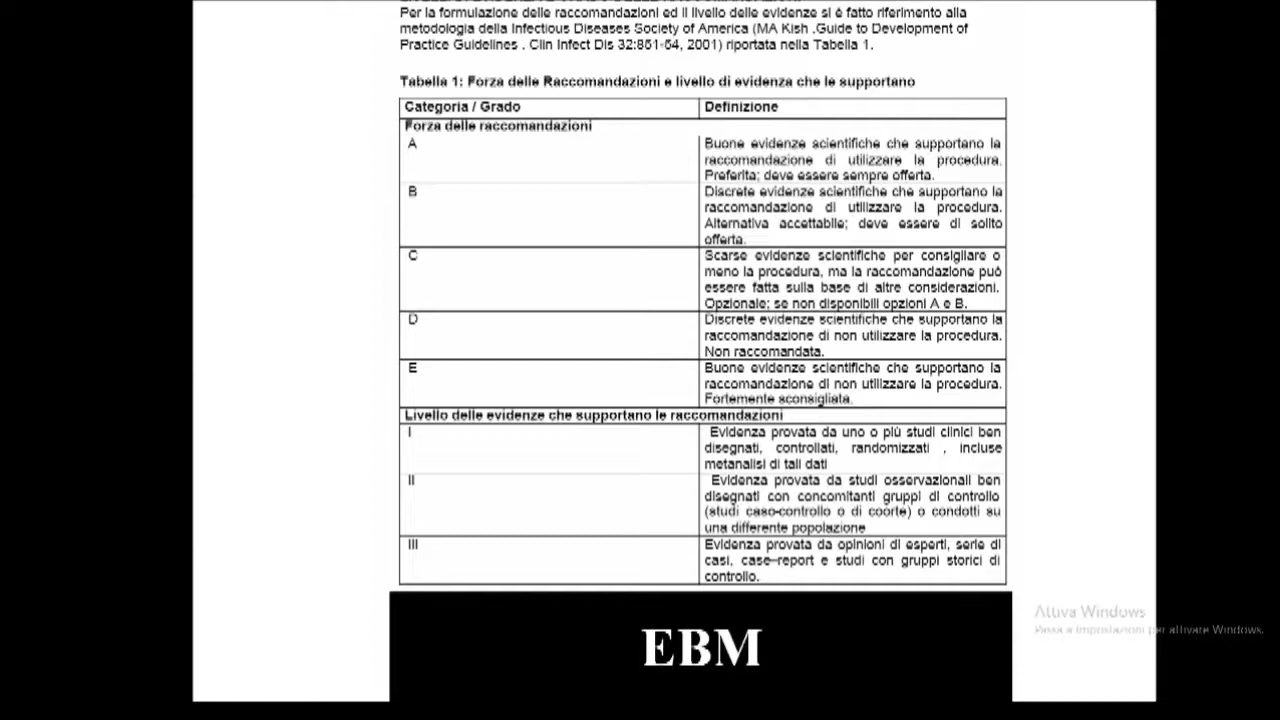 Per la formulazione delle raccomandazioni ed il livello delle evidenze si è fatto riferimento alla
metodologia della Infectious Diseases Society of America (MA Kish .Guide to Development of
Practice Guidelines . Clin Infect Dis 32:851-54, 2001) riportata nella Tabella 1.
Tabella 1: Forza delle Raccomandazioni e livello di evidenza che le supportano
Categoria / Grado
Definizione
Forza delle raccomandazioni
A
Buone evidenze scientifiche che supportano la
raccomandazione di utilizzare la procedura.
Preferita; deve essere sempre offerta.
B
Discrete evidenze scientifiche che supportano la
raccomandazione di utilizzare la procedura.
Alternativa accettabile; deve essere di solito
offerta.
C
Scarse evidenze scientifiche per consigliare o
meno la procedura, ma la raccomandazione può
essere fatta sulla base di altre considerazioni.
Opzionale; se non disponibili opzioni A e B.
D
Discrete evidenze scientifiche che supportano la
raccomandazione di non utilizzare la procedura.
Non raccomandata.
E
Buone evidenze scientifiche che supportano la
raccomandazione di non utilizzare la procedura.
Fortemente sconsigliata.
Livello delle evidenze che supportano le raccomandazioni
I
Evidenza provata da uno o più studi clinici ben
disegnati, controllati, randomizzati , incluse
metanalisi di tali dati
II
Evidenza provata da studi osservazionali ben
disegnati con concomitanti gruppi di controllo
(studi caso-controllo o di coorte) o condotti su
una differente popolazione
III
Evidenza provata da opinioni di esperti, serie di
casi, case–report e studi con gruppi storici di
controllo.
EBM
Attiva Windows
Passa a Impostazioni per attivare Windows.